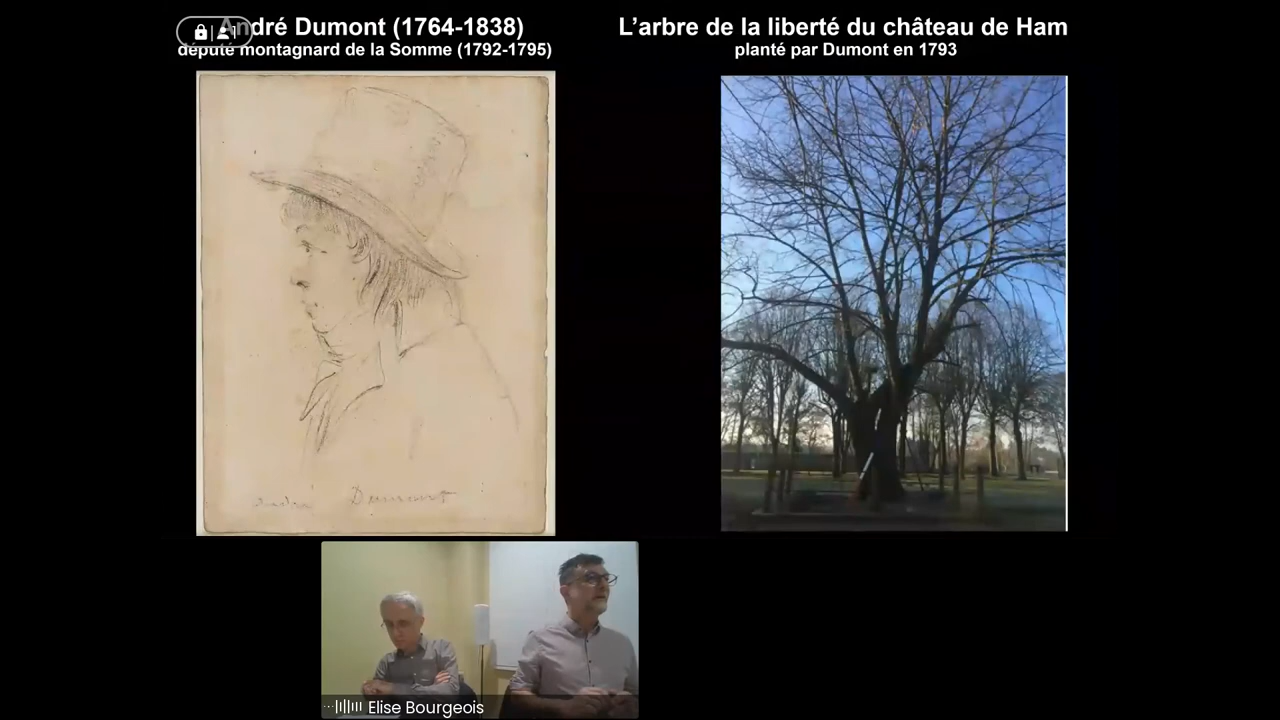 André Dumont (1764-1838)
député montagnard de la Somme (1792-1795)
L’arbre de la liberté du château de Ham
planté par Dumont en 1793
Dumont
Elise Bourgeois